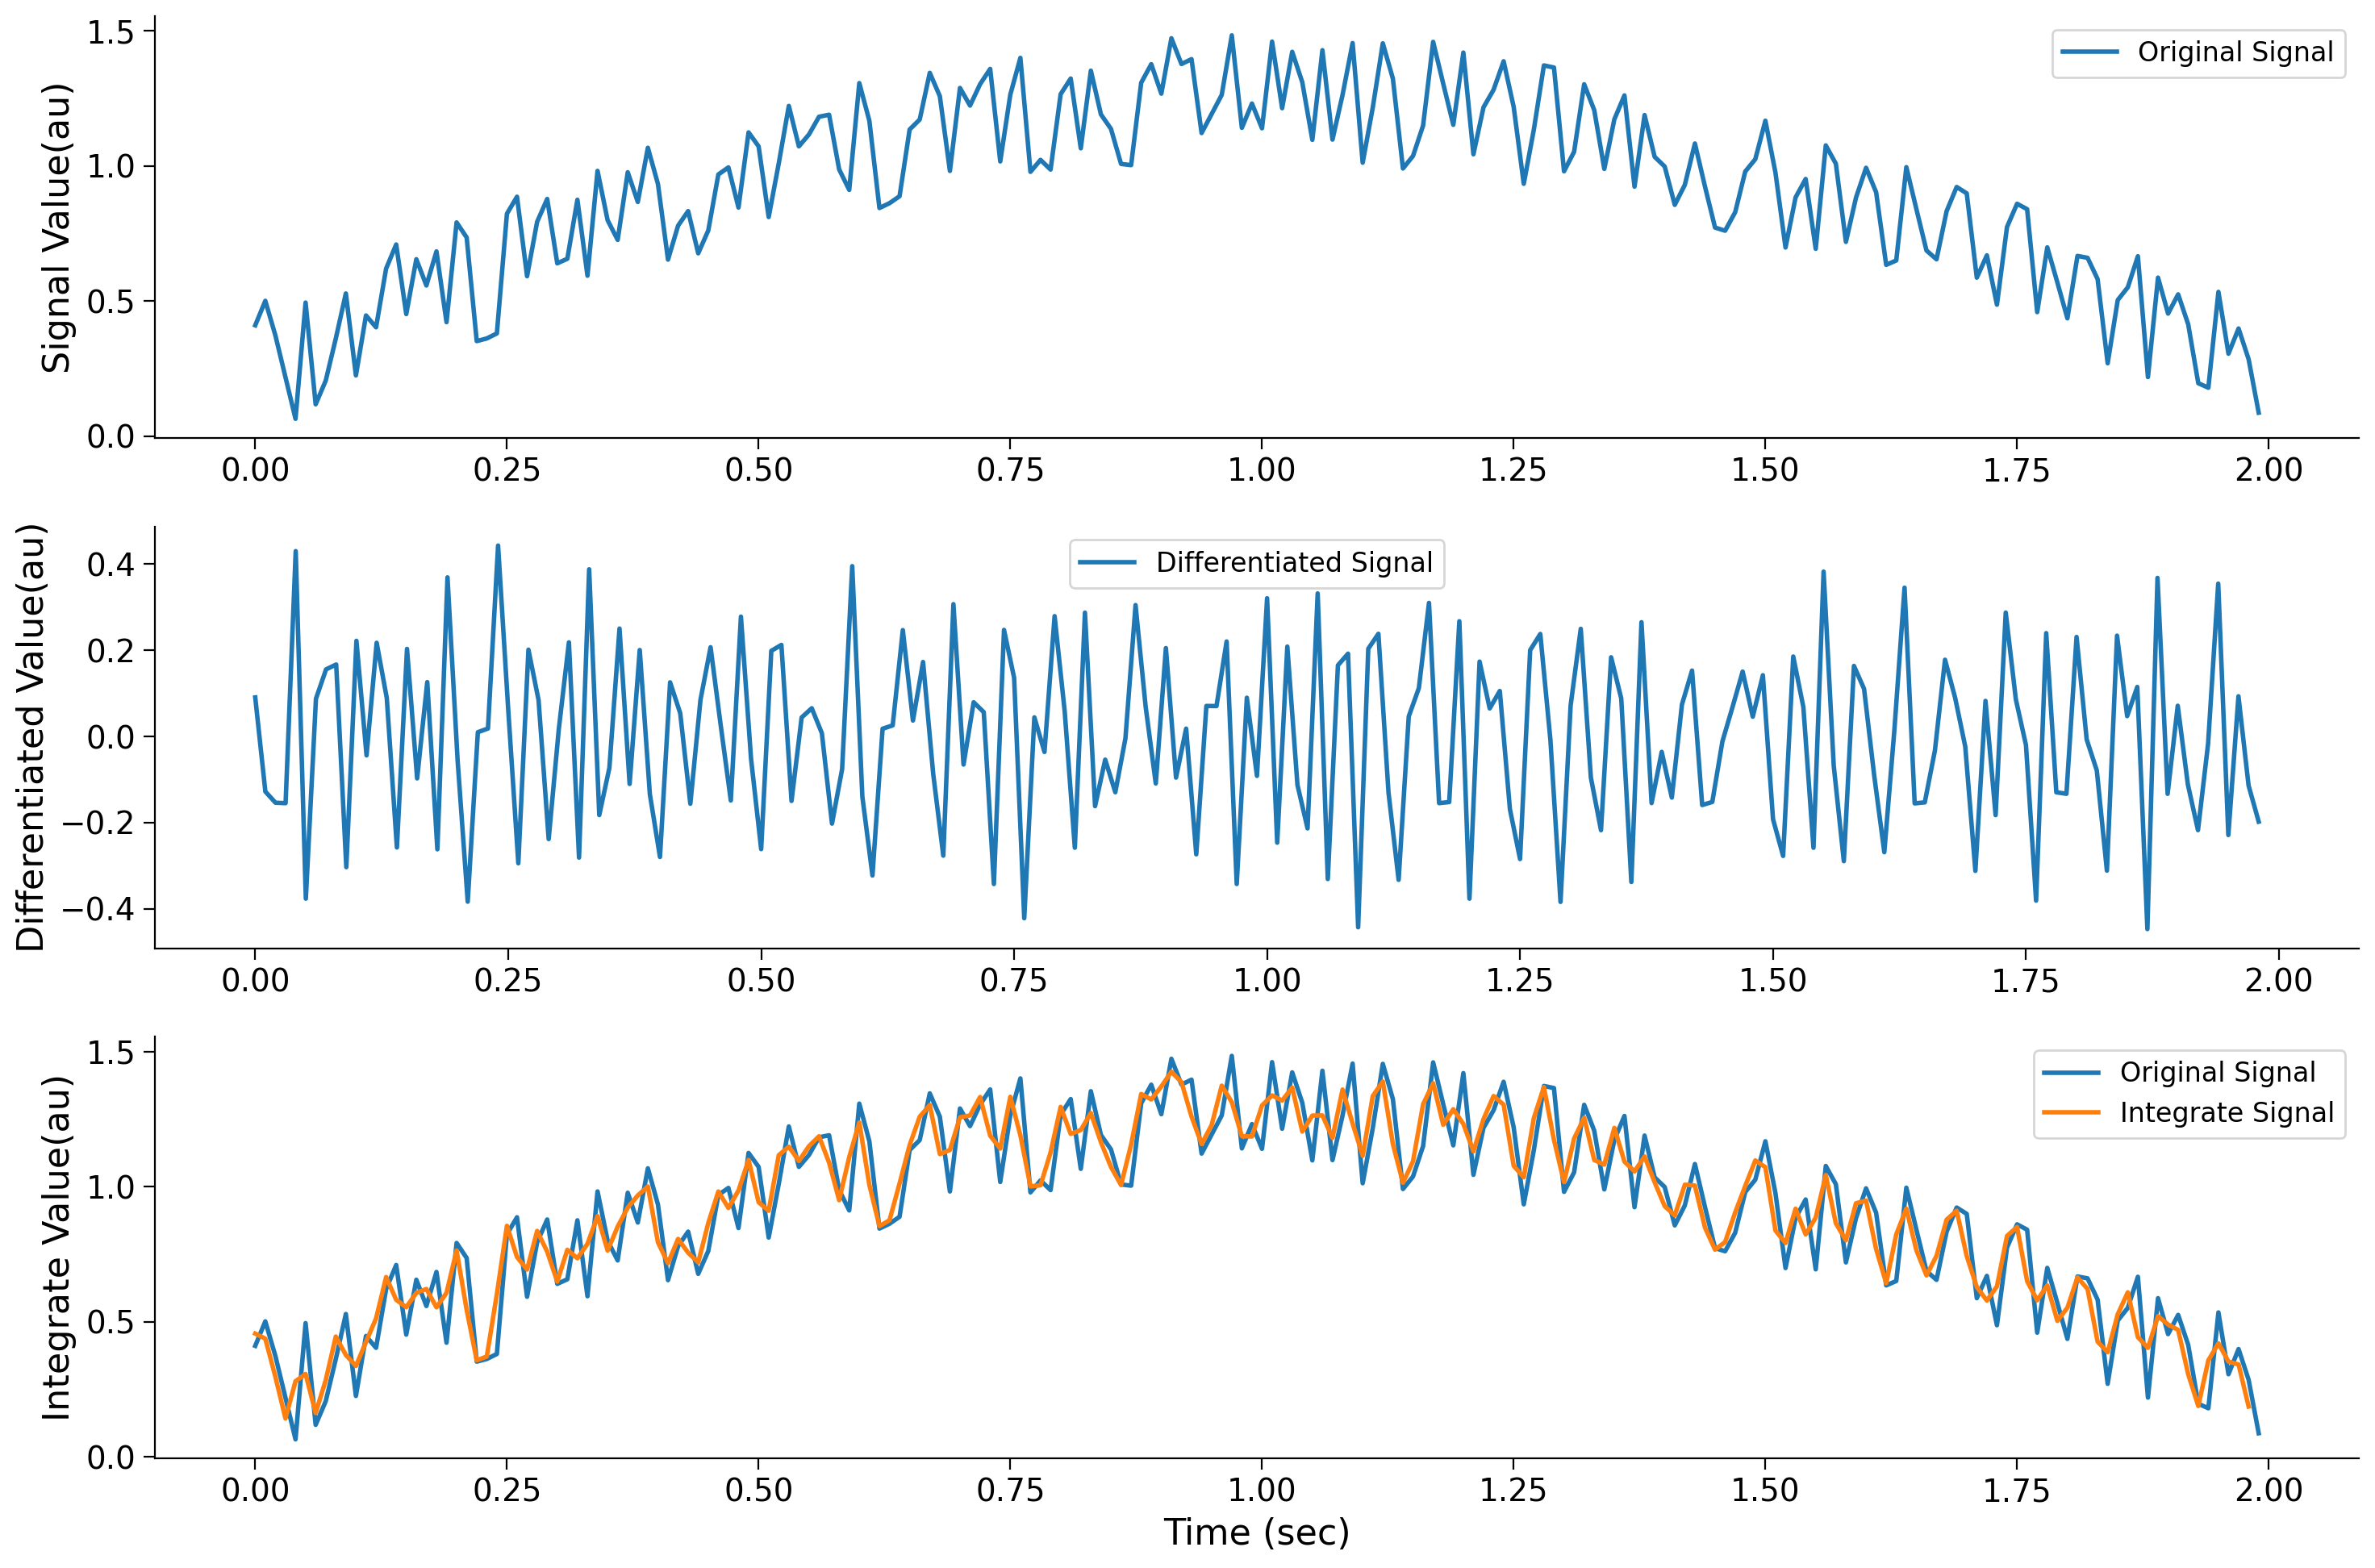 Signal Value(au)
1.5
1.0
0.5
0.0
Original Signal
0.00 0.25 0.50 0.75 1.00 1.25 1.50 1.75 2.00
Differentiated Value(au)
0.4
0.2
0.0
−0.2
−0.4
Differentiated Signal
0.00 0.25 0.50 0.75 1.00 1.25 1.50 1.75 2.00
Integrate Value(au)
1.5
1.0
0.5
0.0
Original Signal
Integrate Signal
0.00 0.25 0.50 0.75 1.00 1.25 1.50 1.75 2.00
Time (sec)